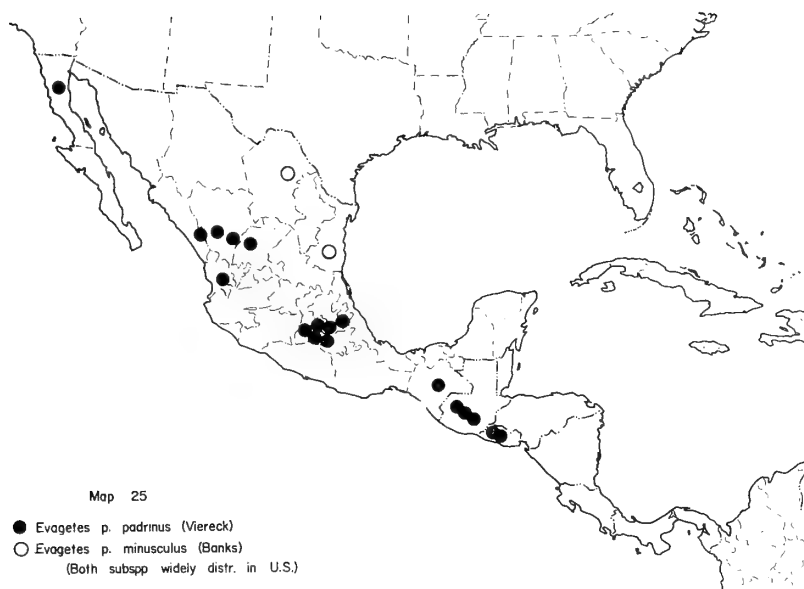 Map 25
Evagetes p. padrinus (Viereck)
Evagetes p. minusculus (Banks)
(Both subspp widely distr. in U.S.)